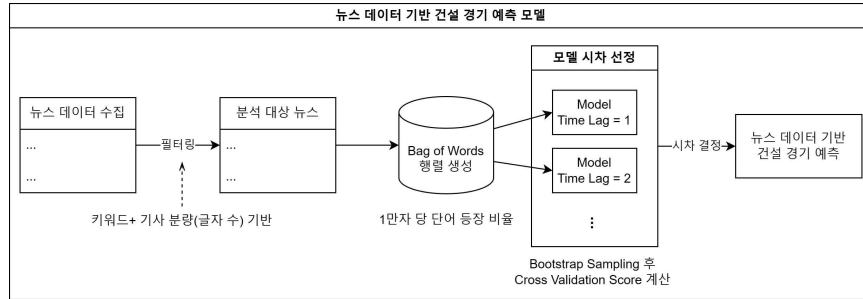 뉴스 데이터 기반 건설 경기 예측 모델
뉴스 데이터 수집
...
...
필터링
키워드+ 기사 분량(글자 수) 기반
분석 대상 뉴스
...
...
Bag of Words
행렬 생성
1만자 당 단어 등장 비율
모델 시차 선정
Model
Time Lag = 1
Model
Time Lag = 2
⋮
Bootstrap Sampling 후
Cross Validation Score 계산
시차 결정
뉴스 데이터 기반
건설 경기 예측